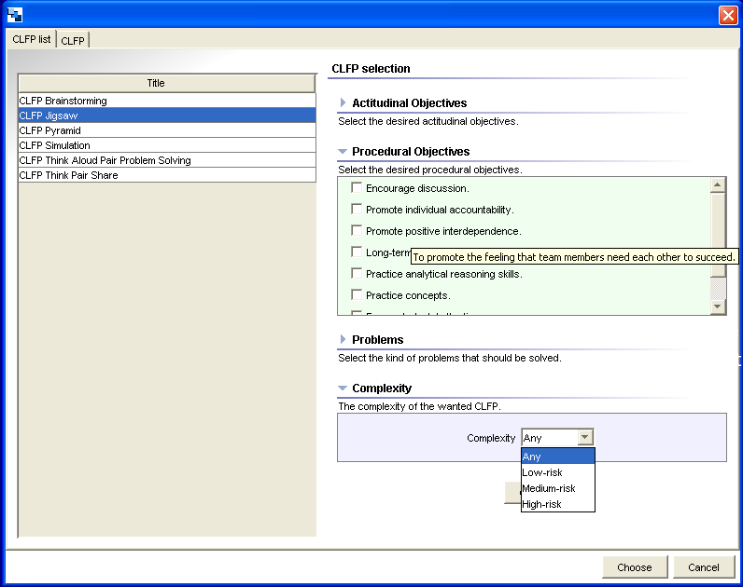 CLFP list CLFP
Title
CLFP Brainstorming
CLFP Jigsaw
CLFP Pyramid
CLFP Simulation
CLFP Think Aloud Pair Problem Solving
CLFP Think Pair Share
CLFP selection
Actitudinal Objectives
Select the desired actitudinal objectives.
Procedural Objectives
Select the desired procedural objectives.
Encourage discussion.
Promote individual accountability.
Promote positive interdependence.
Long-term
To promote the feeling that team members need each other to succeed.
Practice analytical reasoning skills.
Practice concepts.
Problems
Select the kind of problems that should be solved.
Complexity
The complexity of the wanted CLFP.
Complexity Any
Any
Low-risk
Medium-risk
High-risk
Choose Cancel